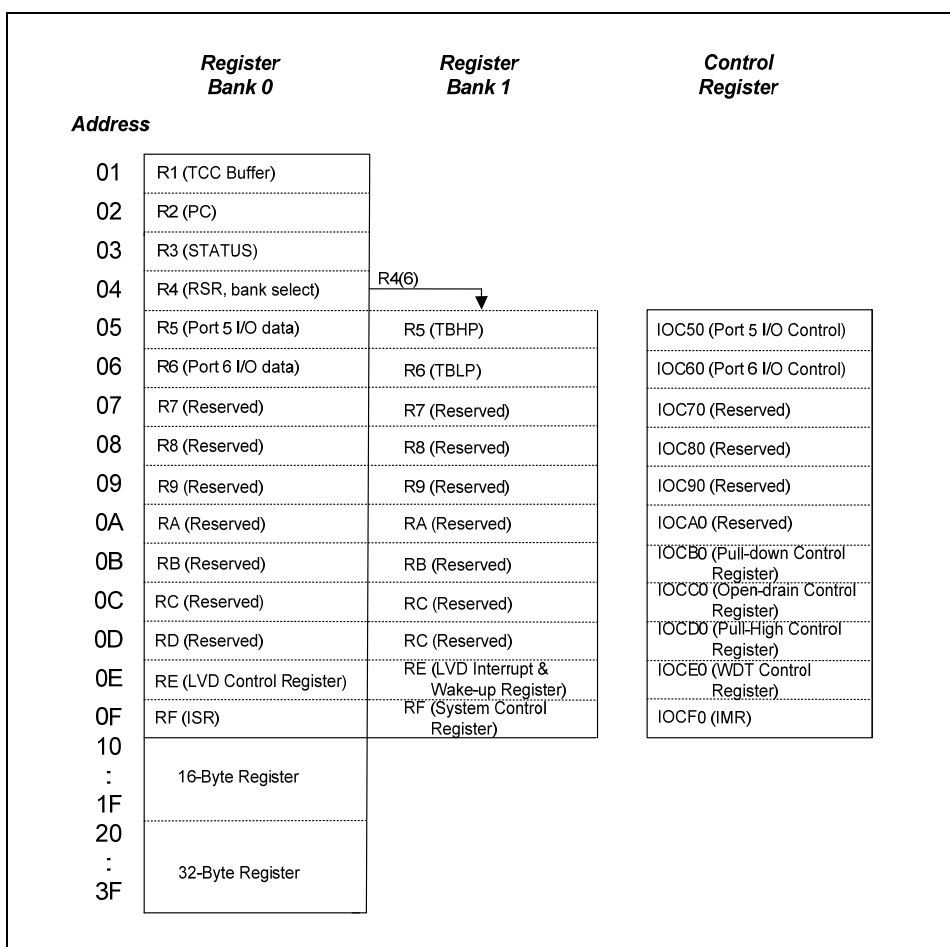 Register Bank 0
Register Bank 1
Control Register
Address
01 R1 (TCC Buffer)
02 R2 (PC)
03 R3 (STATUS)
04 R4 (RSR, bank select) R4(6)
05 R5 (Port 5 I/O data) R5 (TBHP) IOC50 (Port 5 I/O Control)
06 R6 (Port 6 I/O data) R6 (TBLP) IOC60 (Port 6 I/O Control)
07 R7 (Reserved) R7 (Reserved) IOC70 (Reserved)
08 R8 (Reserved) R8 (Reserved) IOC80 (Reserved)
09 R9 (Reserved) R9 (Reserved) IOC90 (Reserved)
0A RA (Reserved) RA (Reserved) IOCA0 (Reserved)
0B RB (Reserved) RB (Reserved) IOCB0 (Pull-down Control Register)
0C RC (Reserved) RC (Reserved) IOCC0 (Open-drain Control Register)
0D RD (Reserved) RC (Reserved) IOCD0 (Pull-High Control Register)
0E RE (LVD Control Register) RE (LVD Interrupt & Wake-up Register) IOCE0 (WDT Control Register)
0F RF (ISR) RF (System Control Register) IOCF0 (IMR)
10
: 16-Byte Register
1F
20
: 32-Byte Register
3F